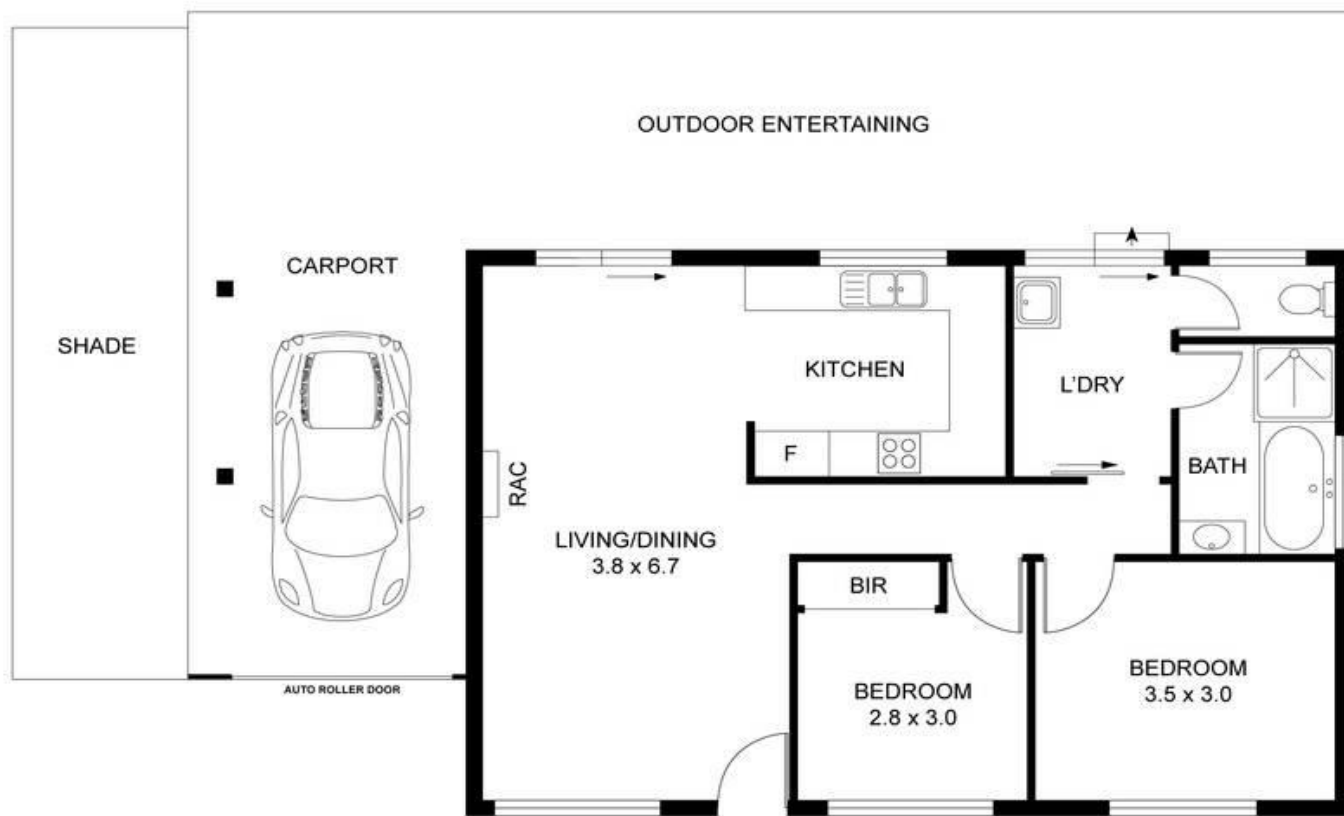 OUTDOOR ENTERTAINING
CARPORT
SHADE
KITCHEN
L'DRY
F
BATH
RAC
LIVING/DINING
3.8 x 6.7
BIR
BEDROOM
2.8 x 3.0
BEDROOM
3.5 x 3.0
AUTO ROLLER DOOR